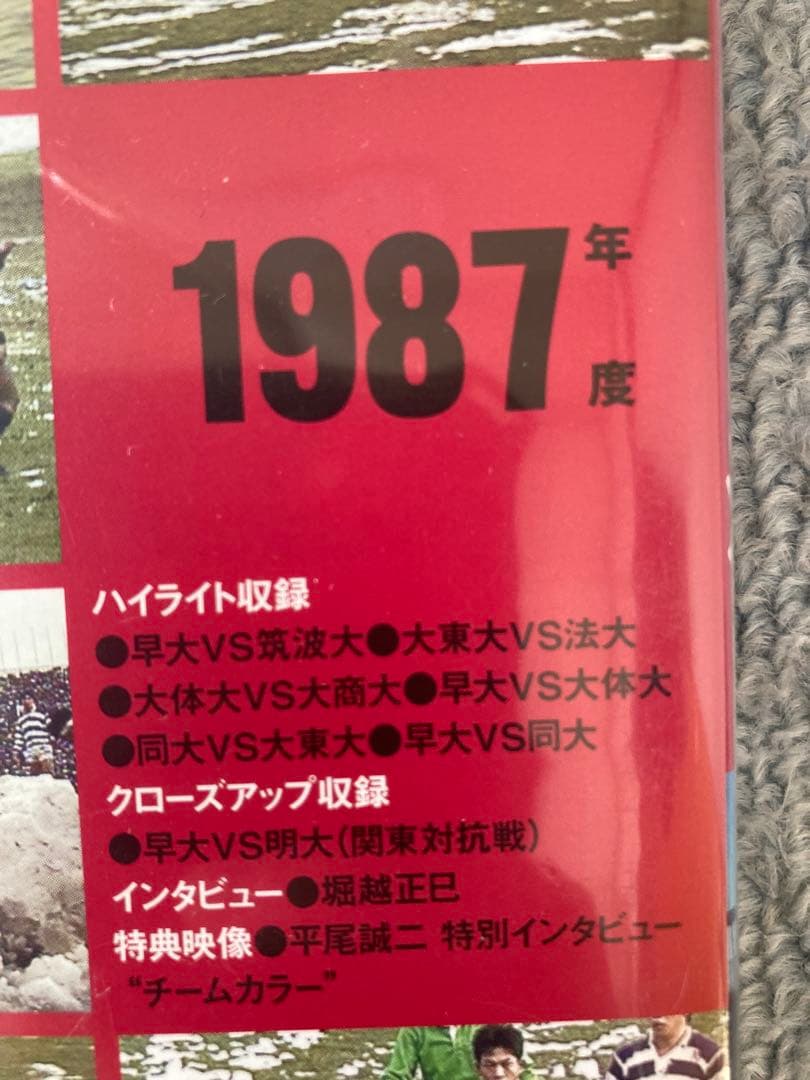 1987年度
ハイライト収録
●早大VS筑波大●大東大VS法大
●大体大VS大商大●早大VS大体大
●同大VS大東大●早大VS同大
クローズアップ収録
●早大VS明大(関東対抗戦)
インタビュー●堀越正巳
特典映像●平尾誠二 特別インタビュー
“チームカラー”